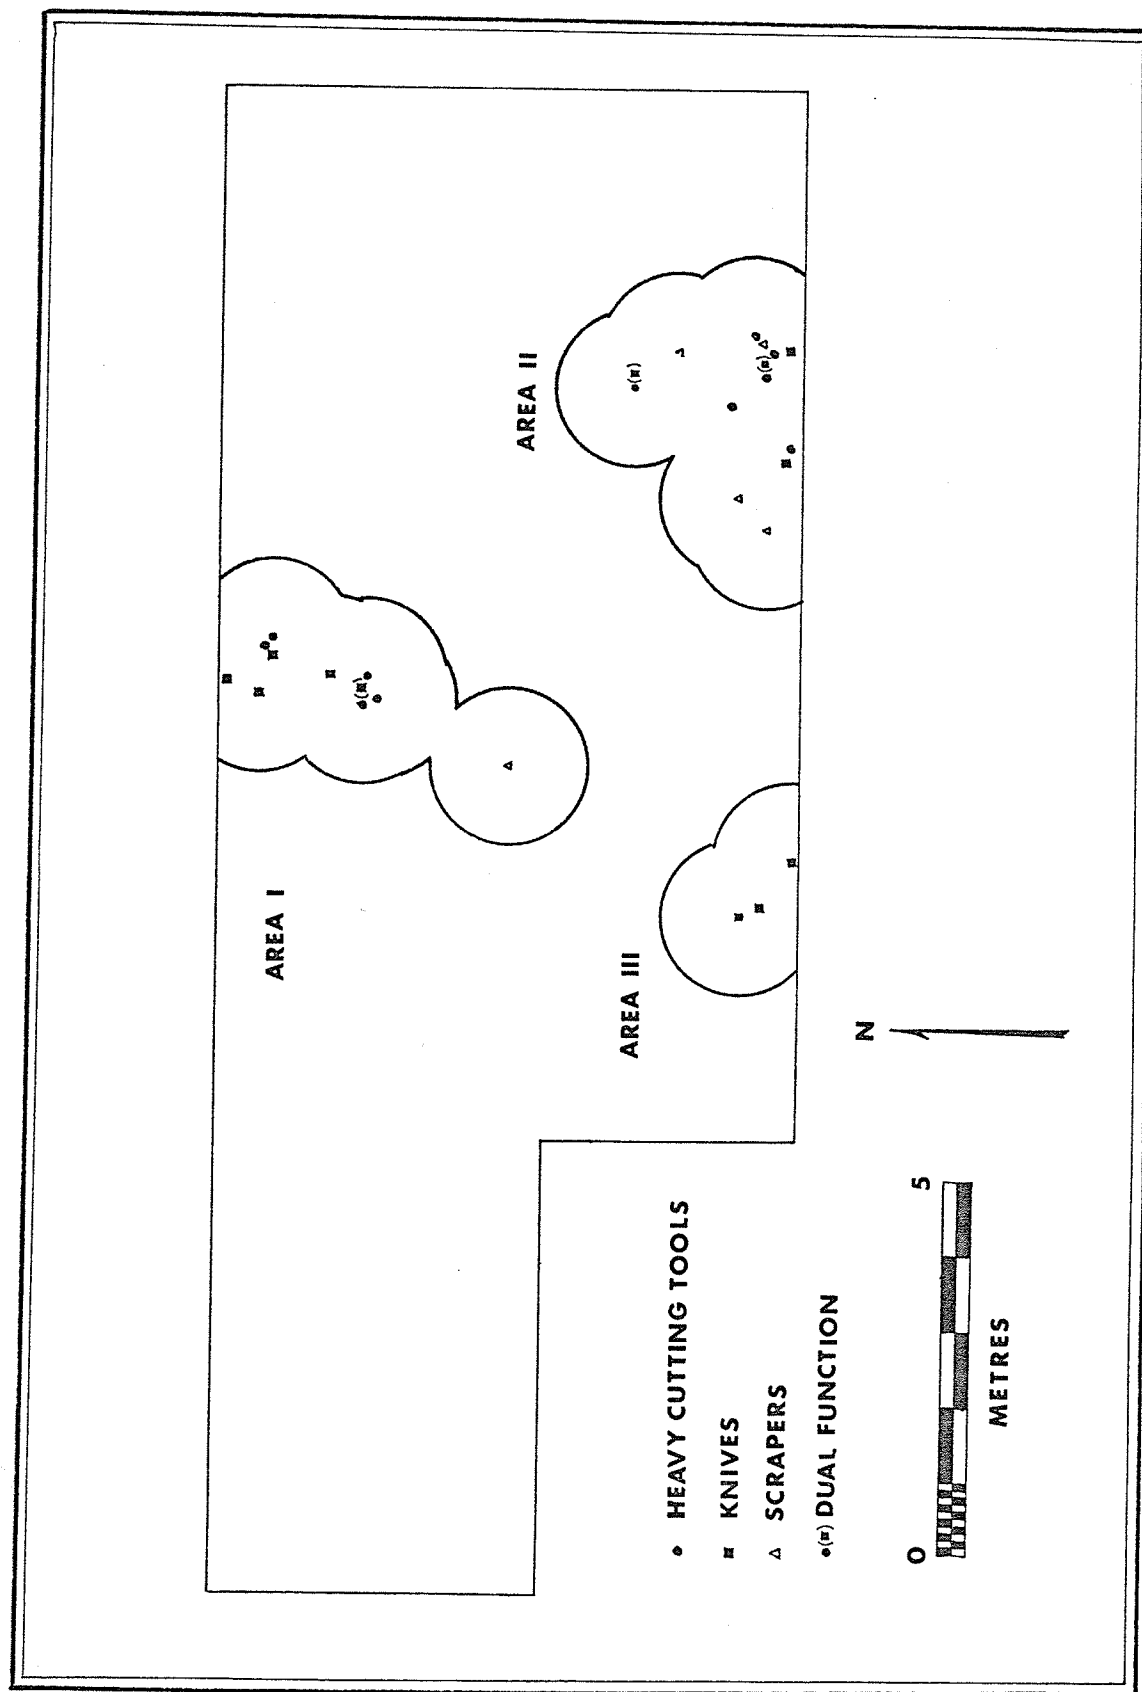 AREA I
AREA II
AREA III
HEAVY CUTTING TOOLS
KNIVES
SCRAPERS
DUAL FUNCTION
0 5
METRES
N